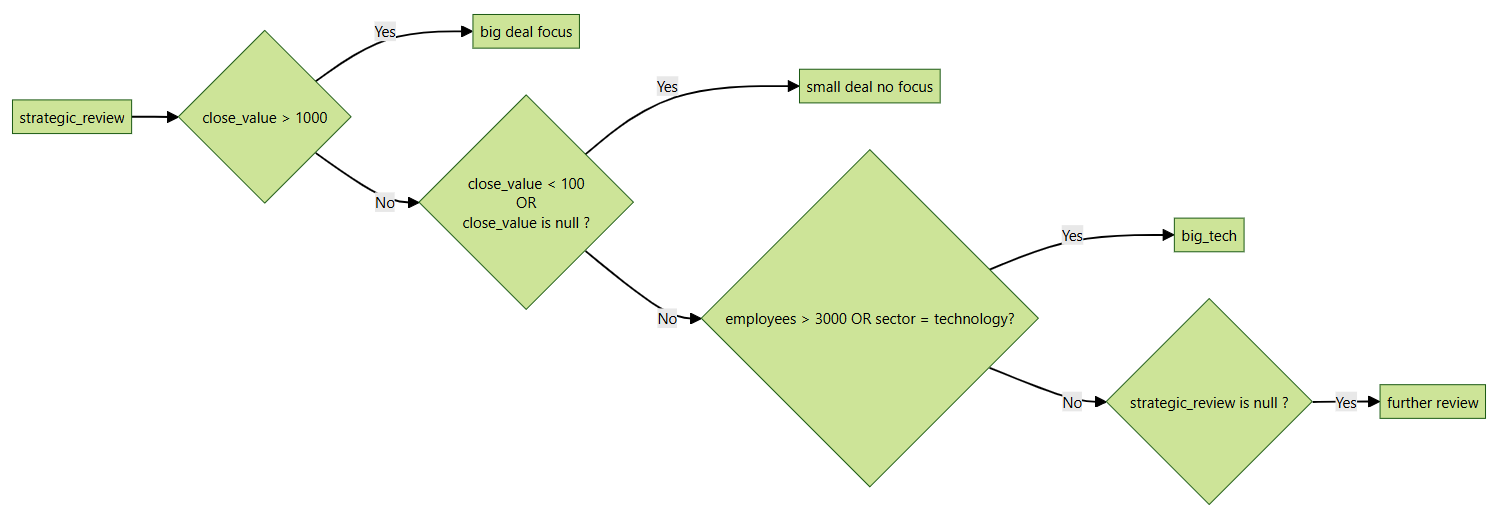 strategic_review
close_value > 1000
Yes
big deal focus
No
close_value < 100
OR
close_value is null ?
Yes
small deal no focus
No
employees > 3000 OR sector = technology?
Yes
big_tech
No
strategic_review is null ?
Yes
further review